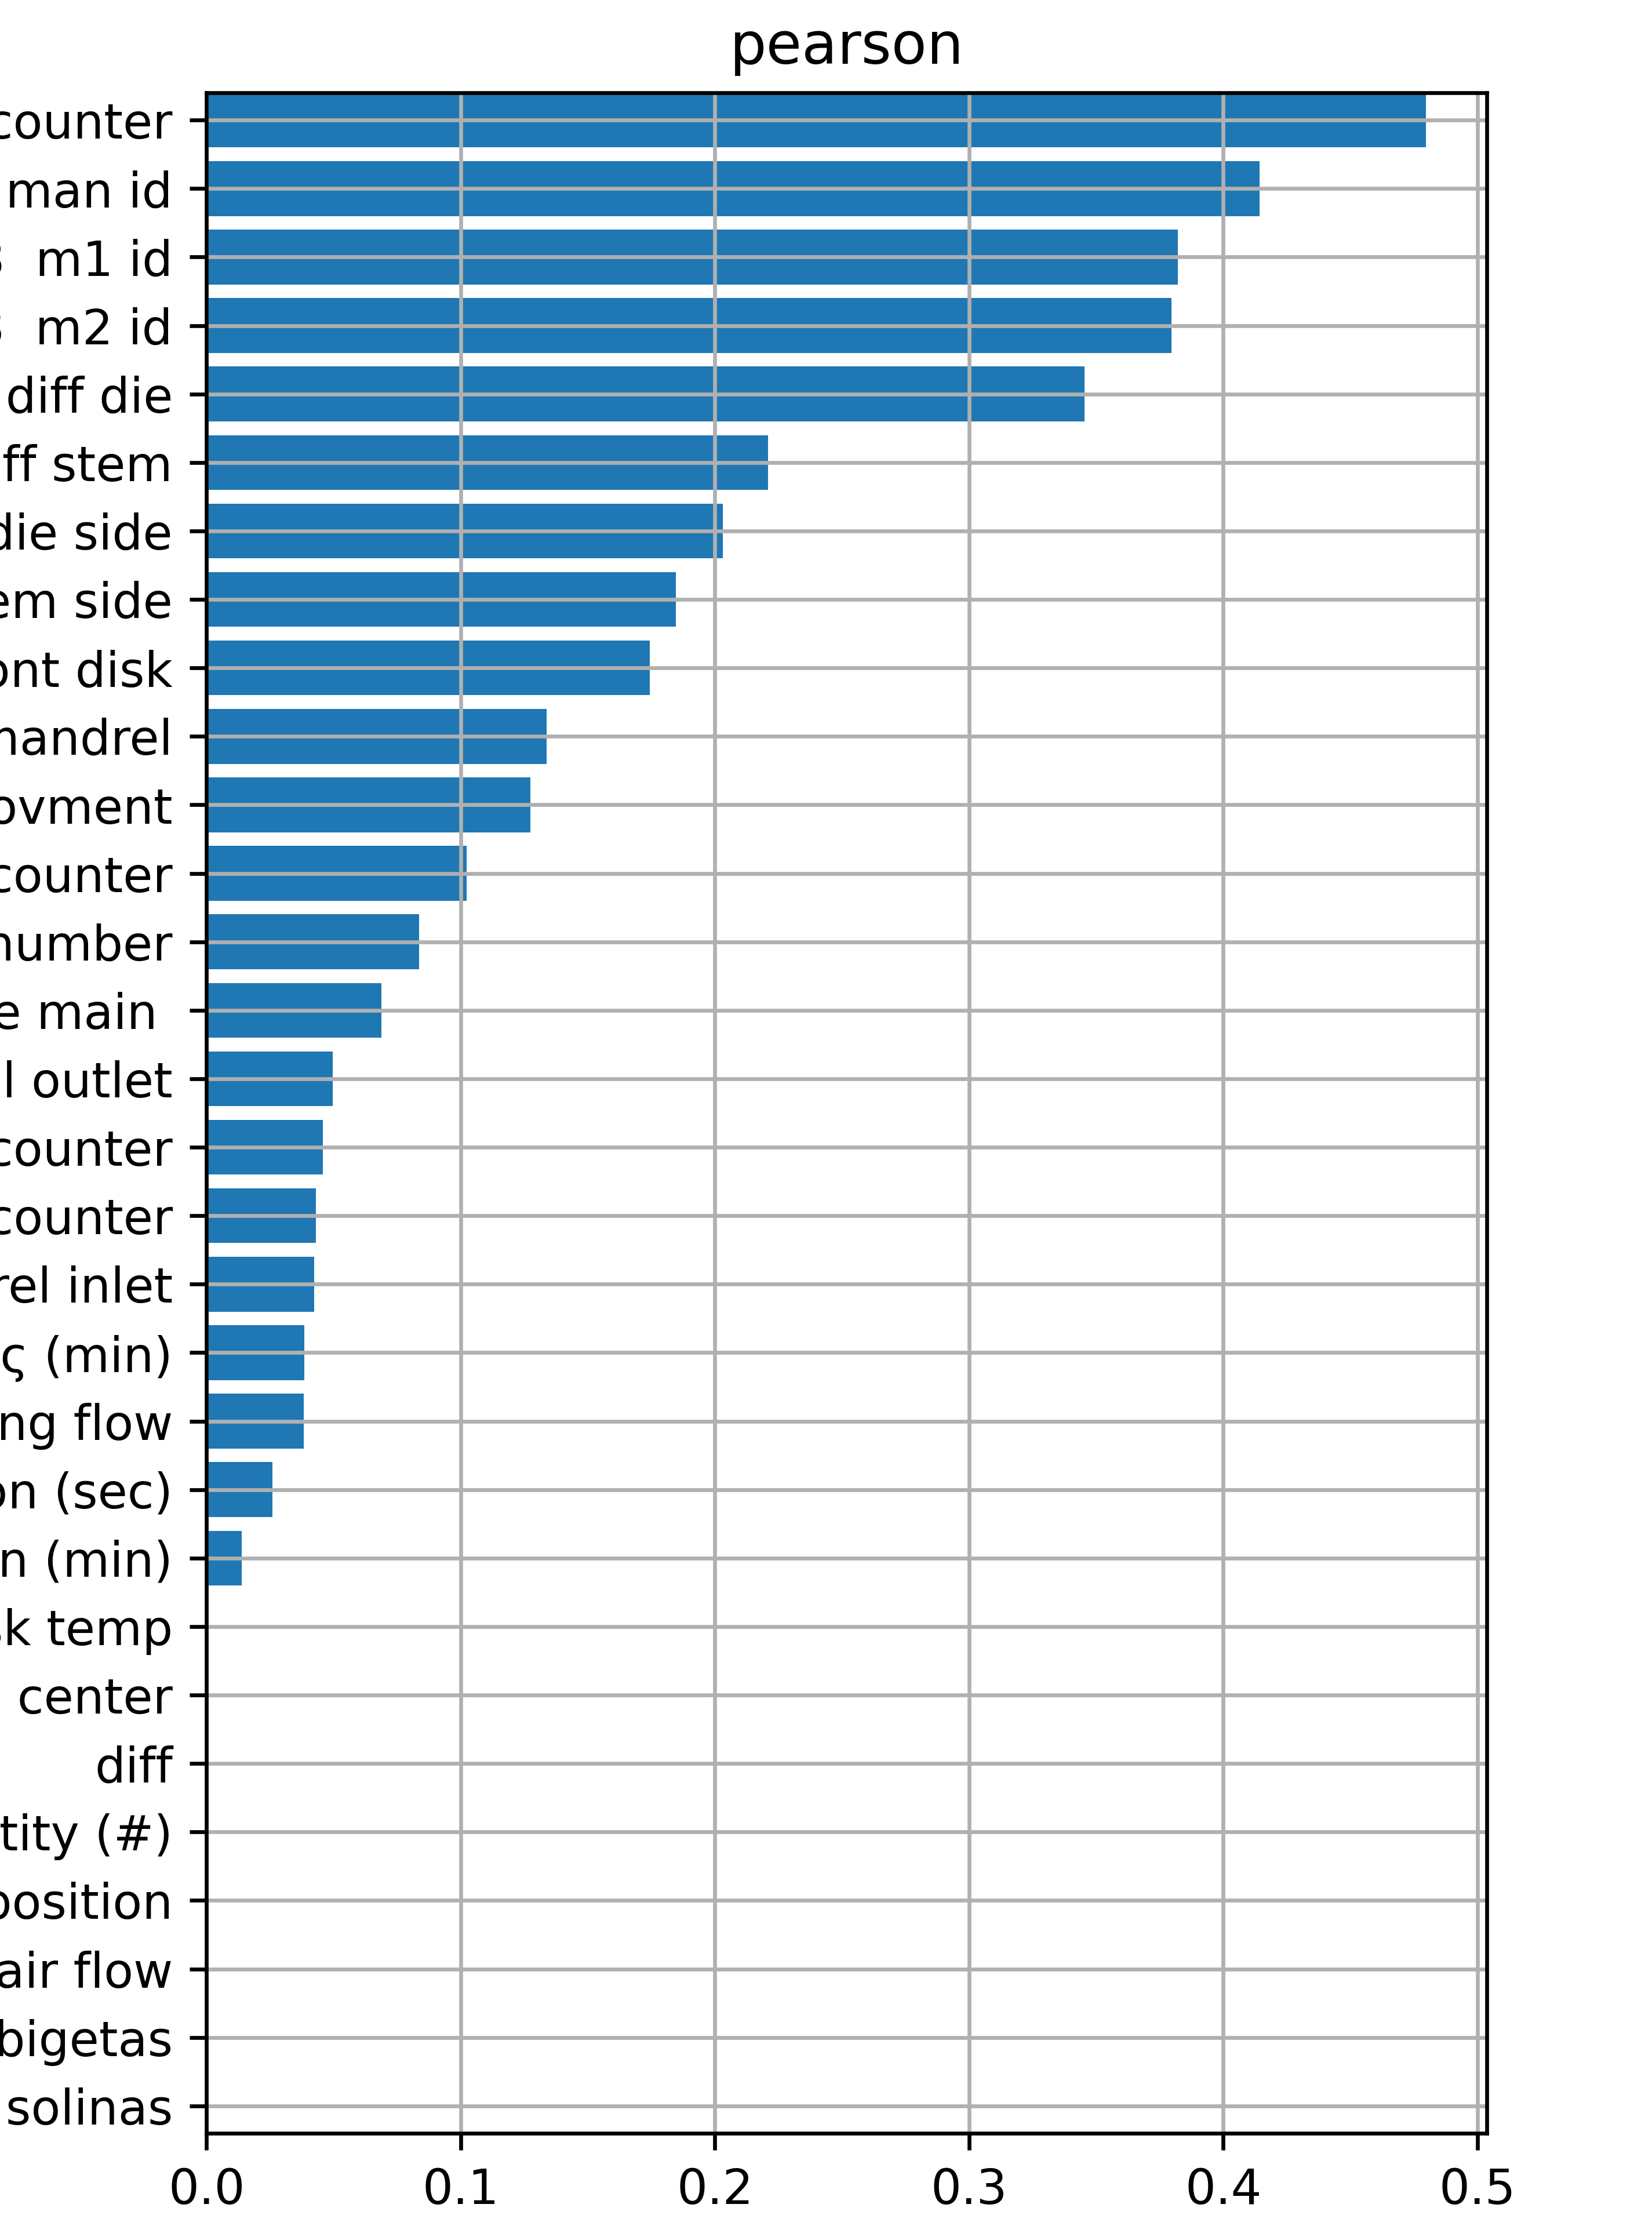 pearson
counter
man id
m1 id
m2 id
diff die
ff stem
die side
em side
ont disk
mandrel
ovment
counter
number
e main
l outlet
counter
counter
rel inlet
ς (min)
ng flow
on (sec)
n (min)
k temp
center
diff
tity (#)
position
air flow
bigetas
solinas
0.0 0.1 0.2 0.3 0.4 0.5